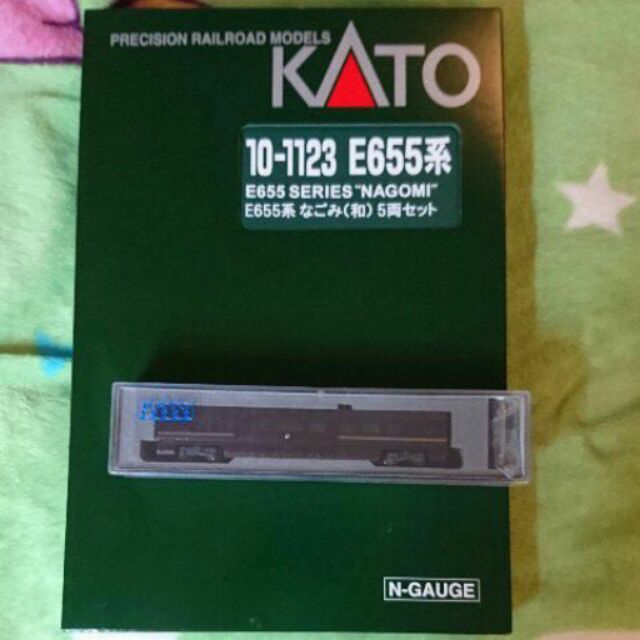 PRECISION RAILROAD MODELS
KATO
10-1123 E655系
E655 SERIES "NAGOMI"
E655系 なごみ(和) 5両セット
N-GAUGE